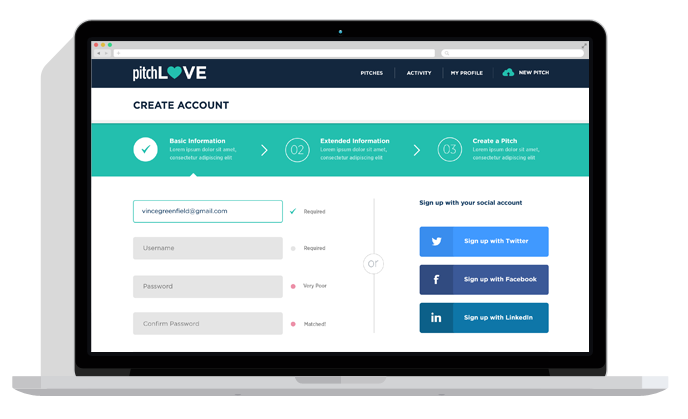 pitchLOVE
PITCHES
ACTIVITY
MY PROFILE
NEW PITCH
CREATE ACCOUNT
Basic Information
Lorem ipsum dolor sit amet,
consectetur adipiscing elit
02
Extended Information
Lorem ipsum dolor sit amet,
consectetur adipiscing elit
03
Create a Pitch
Lorem ipsum dolor sit amet,
consectetur adipiscing elit
vincegreenfield@gmail.com
Required
Username
Required
Password
Very Poor
Confirm Password
Matched!
or
Sign up with your social account
Sign up with Twitter
f
Sign up with Facebook
in
Sign up with LinkedIn